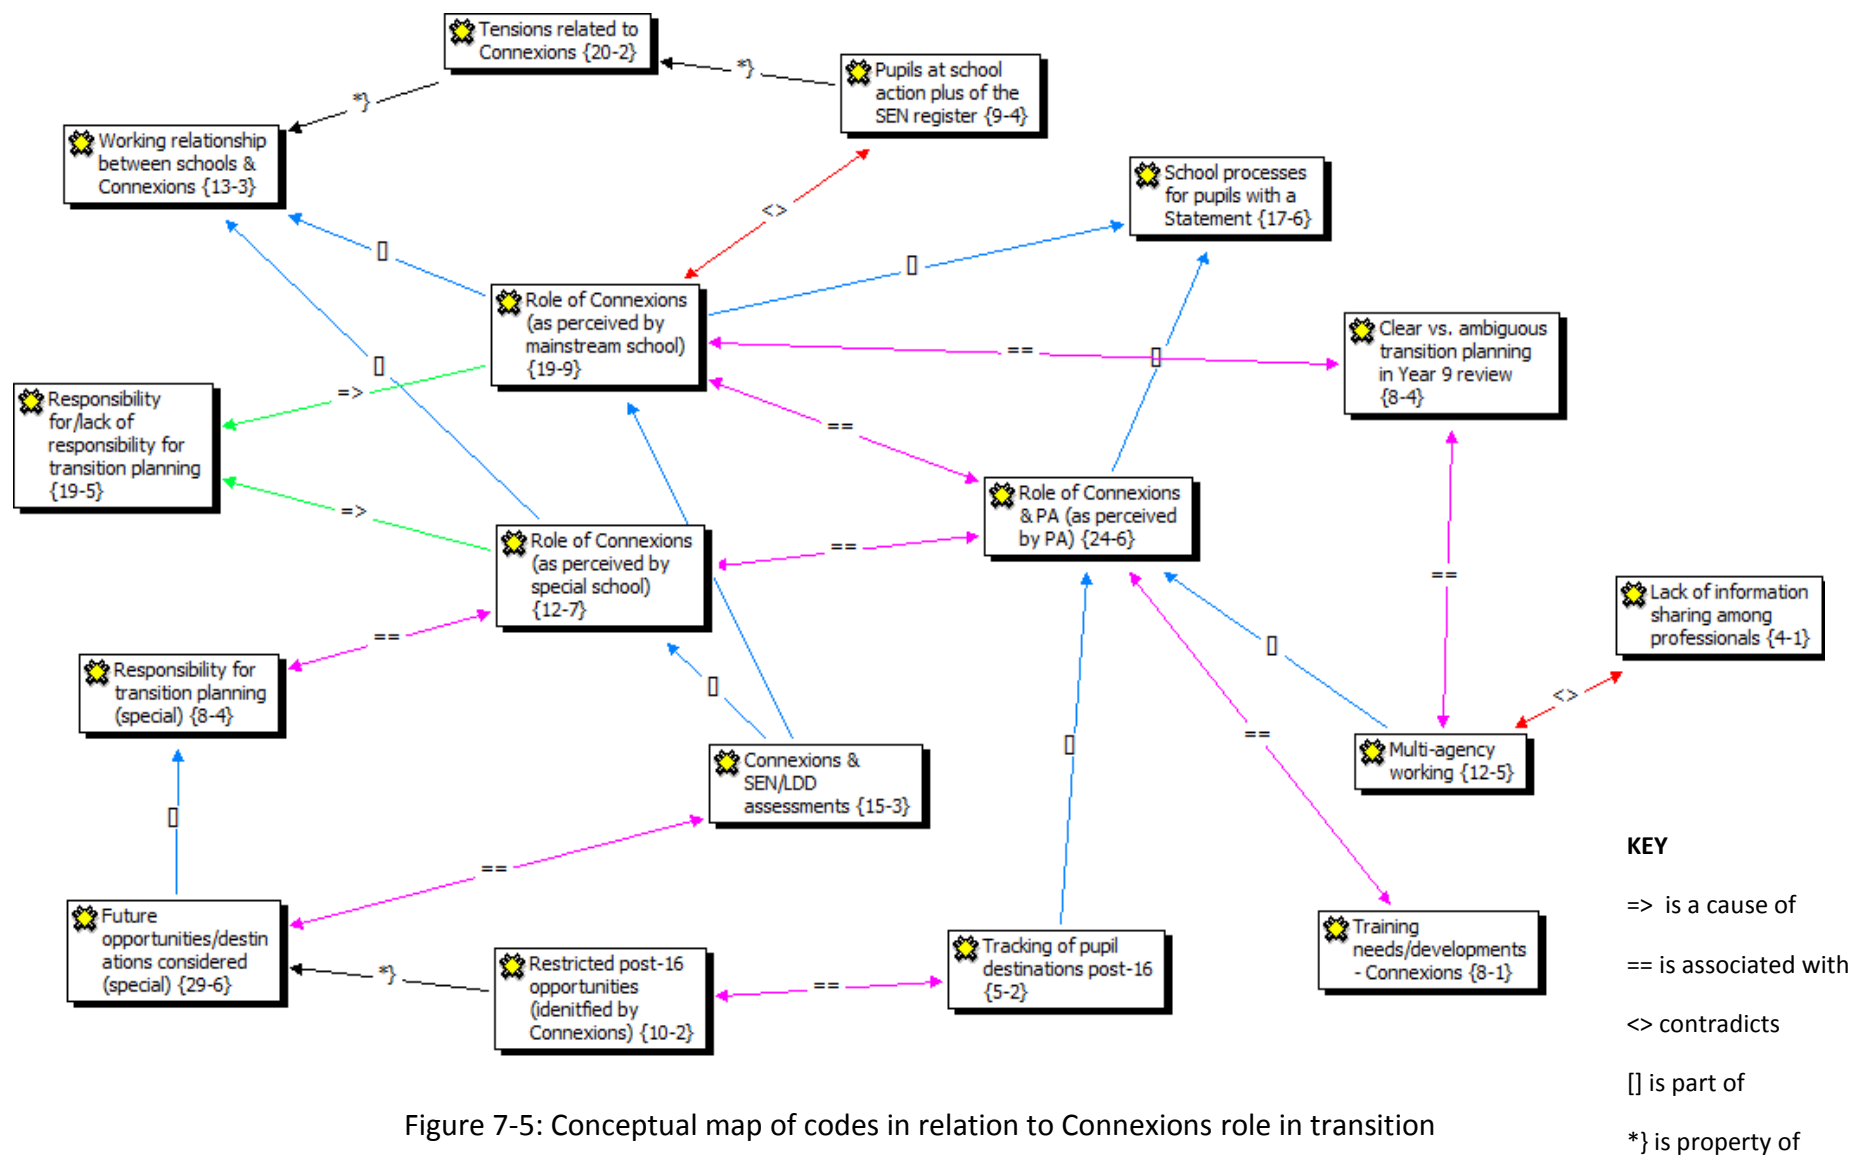 Tensions related to
Connexions {20-2}
*}
*}
Pupils at school
action plus of the
SEN register {9-4}
Working relationship
between schools &
Connexions {13-3}
<>
School processes
for pupils with a
Statement {17-6}
[]
[]
Role of Connexions
(as perceived by
mainstream school)
{19-9}
==
[]
[]
Clear vs. ambiguous
transition planning
in Year 9 review
{8-4}
Responsibility
for/lack of
responsibility for
transition planning
{19-5}
=>
==
=>
Role of Connexions
(as perceived by
special school)
{12-7}
==
Role of Connexions
& PA (as perceived
by PA) {24-6}
==
Lack of information
sharing among
professionals {4-1}
==
[]
Responsibility for
transition planning
(special) {8-4}
[]
<>
[]
==
[]
Connexions &
SEN/LDD
assessments {15-3}
Multi-agency
working {12-5}
==
Future
opportunities/destin
ations considered
(special) {29-6}
*}
Restricted post-16
opportunities
(idenitfied by
Connexions) {10-2}
==
Tracking of pupil
destinations post-16
{5-2}
Training
needs/developments
- Connexions {8-1}
KEY
=> is a cause of
== is associated with
<> contradicts
[] is part of
*} is property of
Figure 7-5: Conceptual map of codes in relation to Connexions role in transition